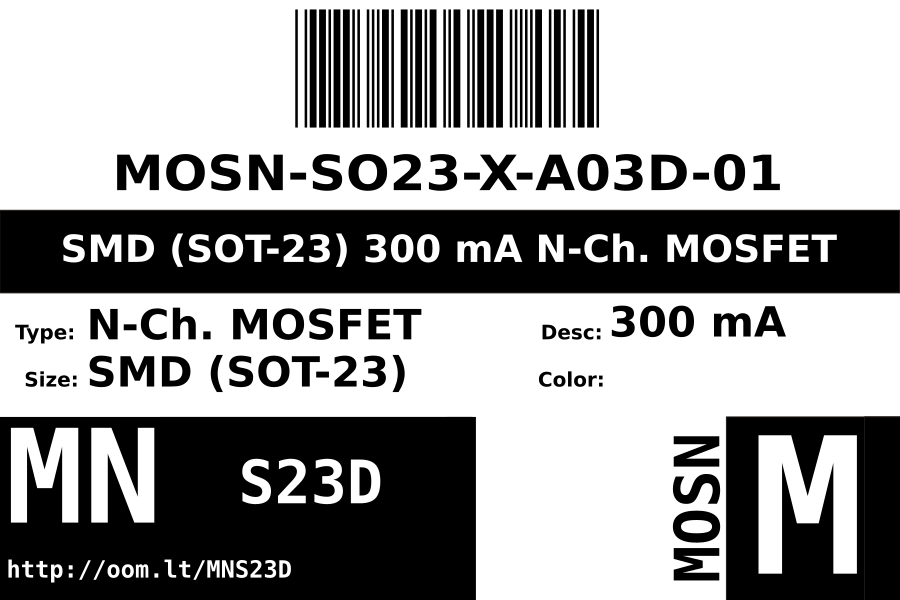 MOSN-SO23-X-A03D-01
SMD (SOT-23) 300 mA N-Ch. MOSFET
Type: N-Ch. MOSFET
Desc: 300 mA
Size: SMD (SOT-23)
Color:
MN
S23D
http://oom.lt/MNS23D
MOSN
M